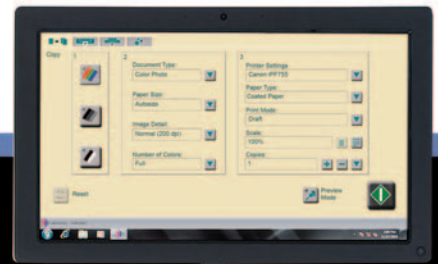 Copy
1.
2.
Document Type:
Color Photo
Paper Size:
Autosize
Image Detail:
Normal (200 dpi)
Number of Colors:
Full
3.
Printer Settings
Canon iPF755
Paper Type:
Coated Paper
Print Mode:
Draft
Scale:
100%
Copies:
1
Reset
Preview
Mode